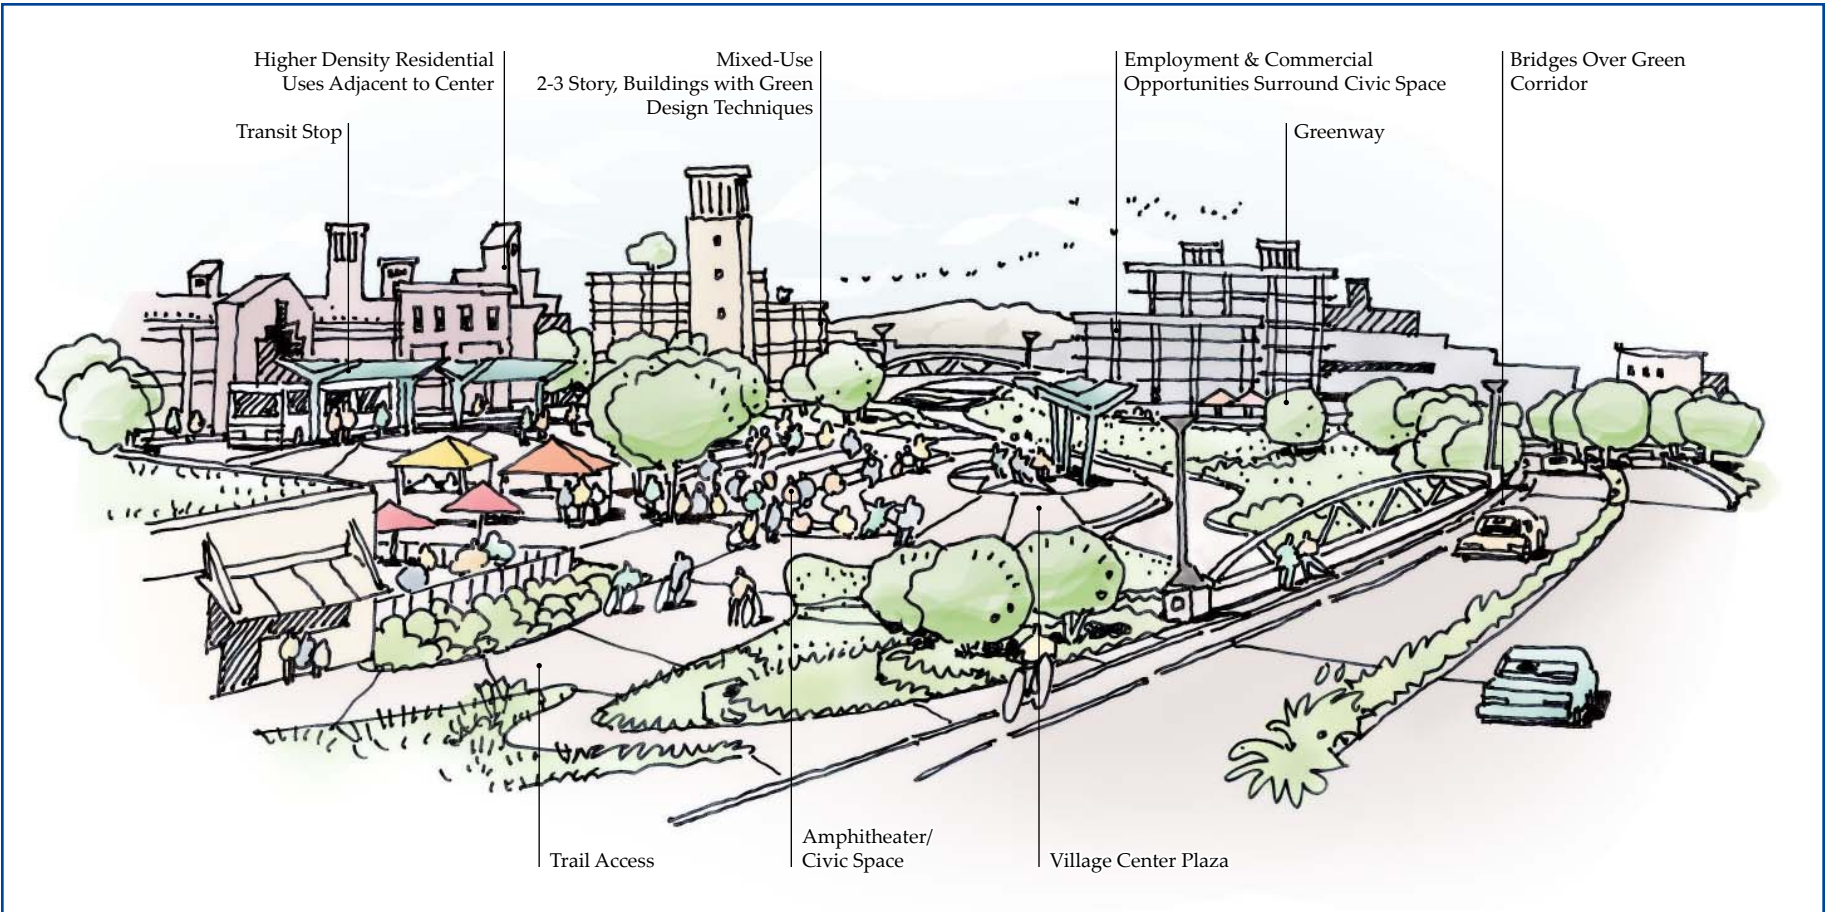 Higher Density Residential
Uses Adjacent to Center
Mixed-Use
2-3 Story, Buildings with Green
Design Techniques
Employment & Commercial
Opportunities Surround Civic Space
Bridges Over Green
Corridor
Transit Stop
Greenway
Trail Access
Amphitheater/
Civic Space
Village Center Plaza